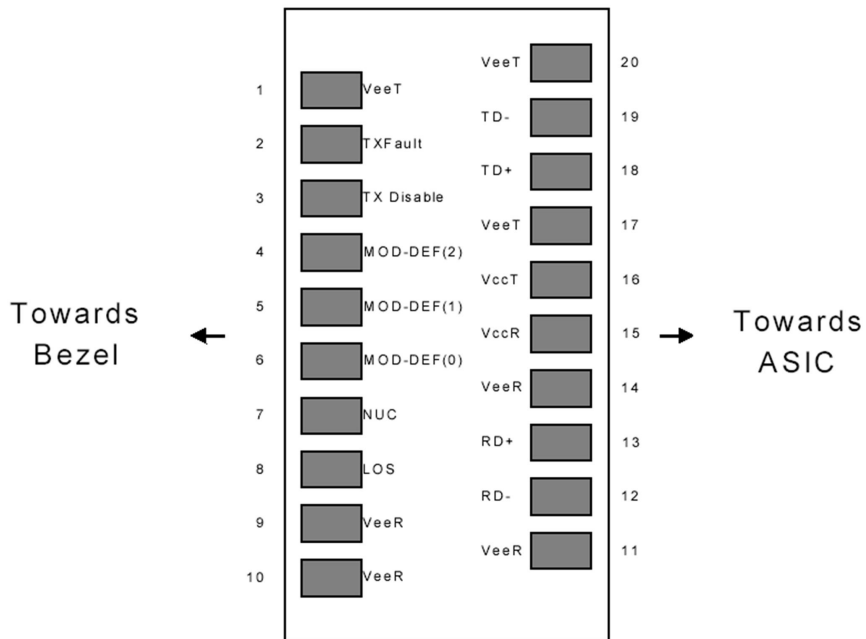 VeeT 20
1 VeeT
TD- 19
2 TXFault
TD+ 18
3 TX Disable
VeeT 17
4 MOD-DEF(2)
VccT 16
5 MOD-DEF(1)
Towards
Bezel
VccR 15
Towards
ASIC
6 MOD-DEF(0)
VeeR 14
7 NUC
RD+ 13
8 LOS
RD- 12
9 VeeR
VeeR 11
10 VeeR